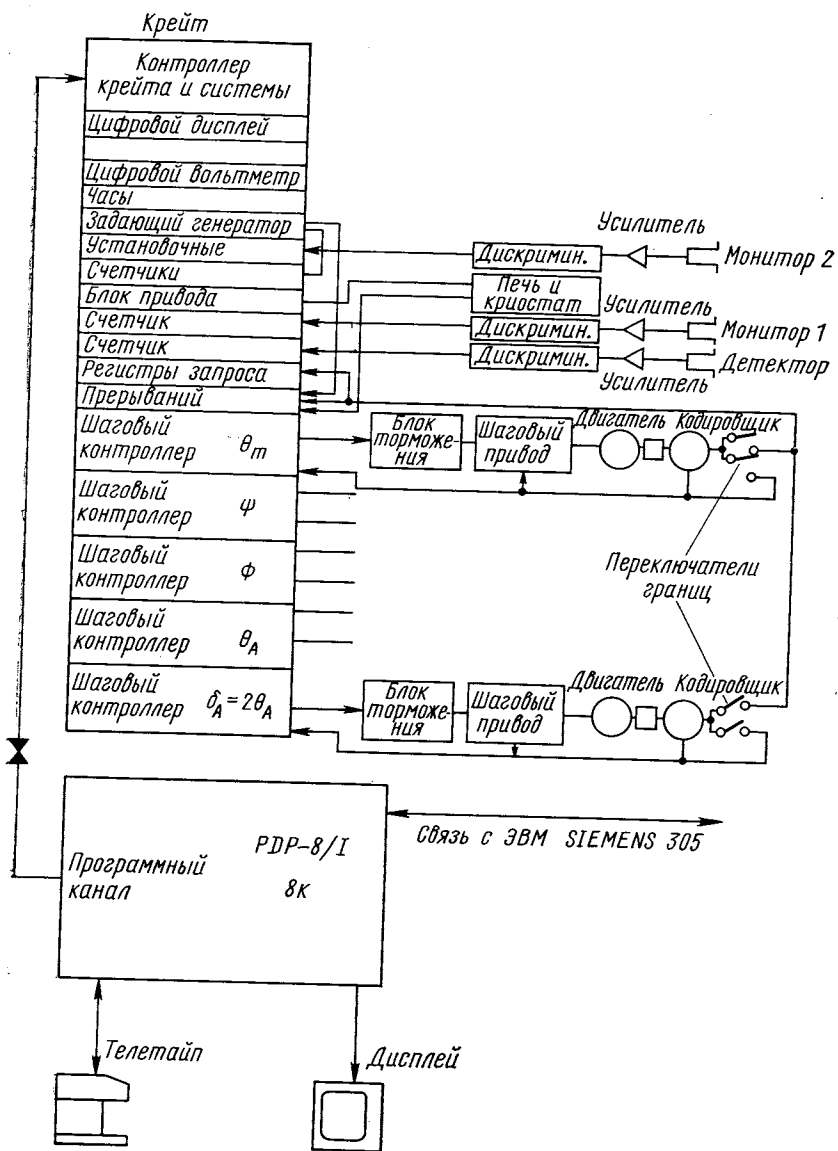 Крейт
Контроллер
крейта и системы
Цифровой дисплей
Цифровой вольтметр
Часы
Задающий генератор
Установочные
Счетчики
Блок привода
Счетчик
Счетчик
Регистры запроса
Прерываний
Шаговый
контроллер θm
Шаговый
контроллер ψ
Шаговый
контроллер Ф
Шаговый
контроллер θA
Шаговый
контроллер δA = 2θA
Усилитель
Дискримин.
Монитор 2
Печь и
криостат
Усилитель
Дискримин.
Монитор 1
Дискримин.
Детектор
Усилитель
Блок
торможе-
ния
Шаговый
привод
Двигатель
Кодировщик
Переключатели
границ
Блок
торможе-
ния
Шаговый
привод
Двигатель
Кодировщик
Связь с ЭВМ SIEMENS 305
Программный
канал
PDP-8/I
8к
Телетайп
Дисплей